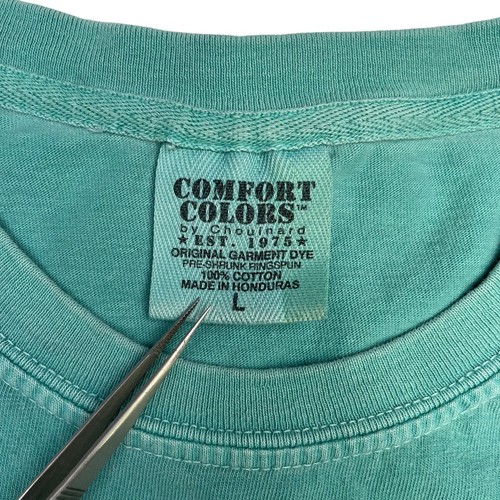 COMFORT
COLORS™
by Chouinard
★ EST. 1975 ★
ORIGINAL GARMENT DYE
PRE-SHRUNK RINGSPUN
100% COTTON
MADE IN HONDURAS
L